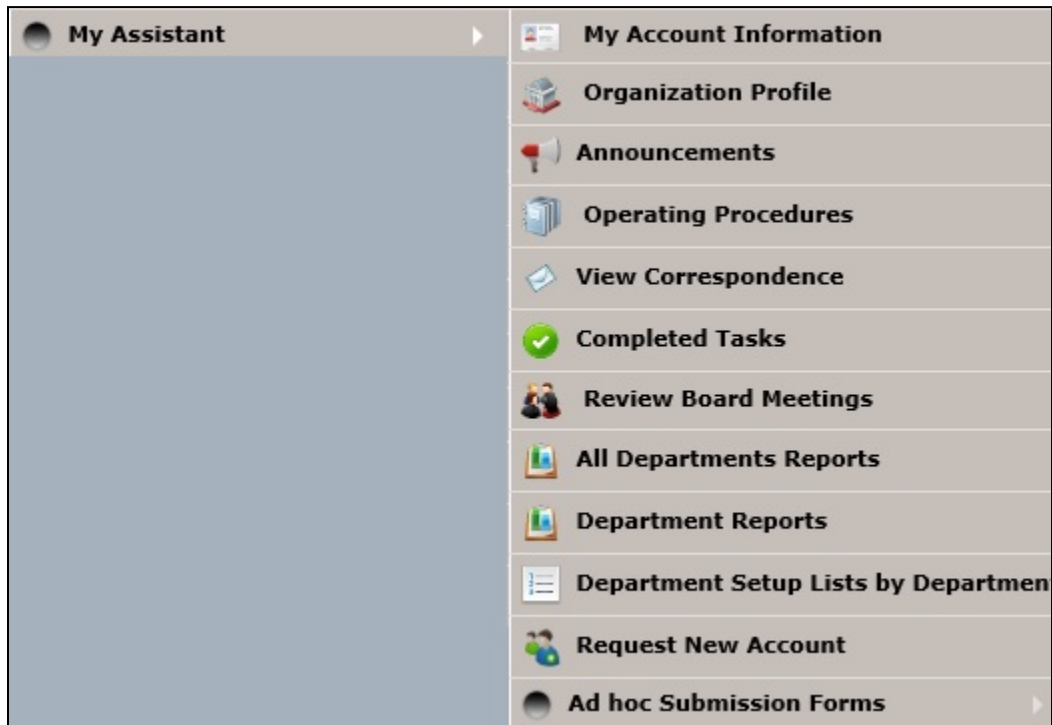 My Assistant
My Account Information
Organization Profile
Announcements
Operating Procedures
View Correspondence
Completed Tasks
Review Board Meetings
All Departments Reports
Department Reports
Department Setup Lists by Departmen
Request New Account
Ad hoc Submission Forms